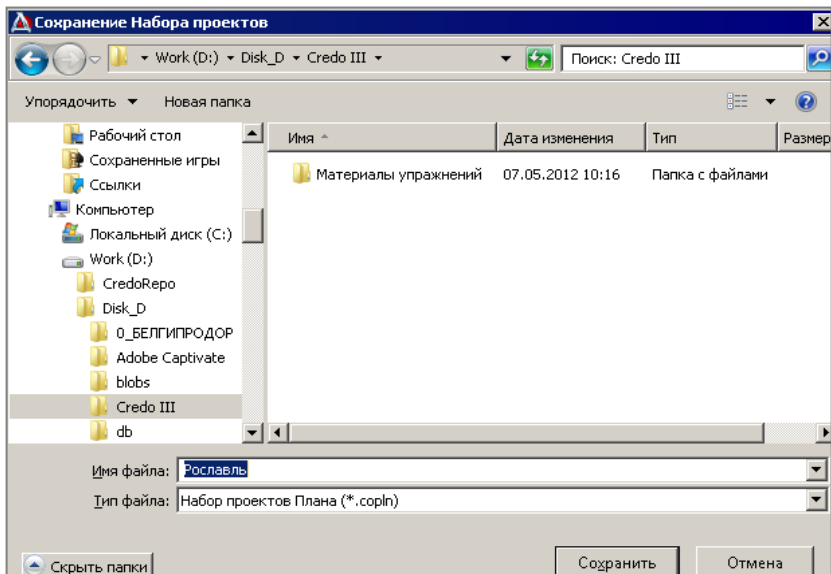 Сохранение Набора проектов
Work (D:) Disk_D Credo III Поиск: Credo III
Упорядочить Новая папка
Рабочий стол
Сохраненные игры
Ссылки
Компьютер
Локальный диск (C:)
Work (D:)
CredoRepo
Disk_D
0_БЕЛГИПРОДОР
Adobe Captivate
blobs
Credo III
db
Имя Дата изменения Тип Размер
Материалы упражнений 07.05.2012 10:16 Папка с файлами
Имя файла: Рославль
Тип файла: Набор проектов Плана (*.copln)
Скрыть папки Сохранить Отмена